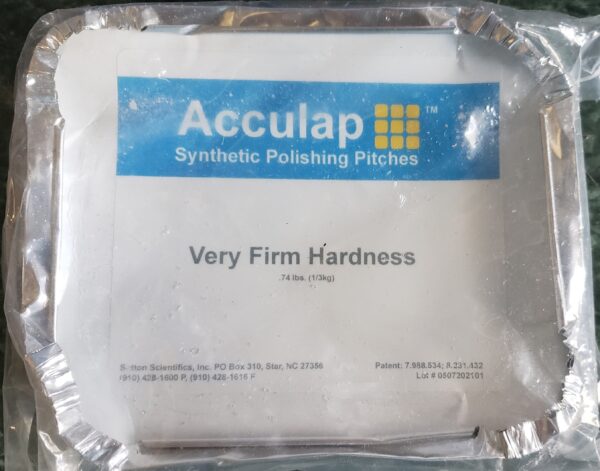 Acculap ™
Synthetic Polishing Pitches
Very Firm Hardness
.74 lbs. (1/3kg)
Sutton Scientifics, Inc. PO Box 310, Star, NC 27356
(910) 428-1600 P, (910) 428-1616 F
Patent: 7.988.534; 8.231.432
Lot # 0507202101